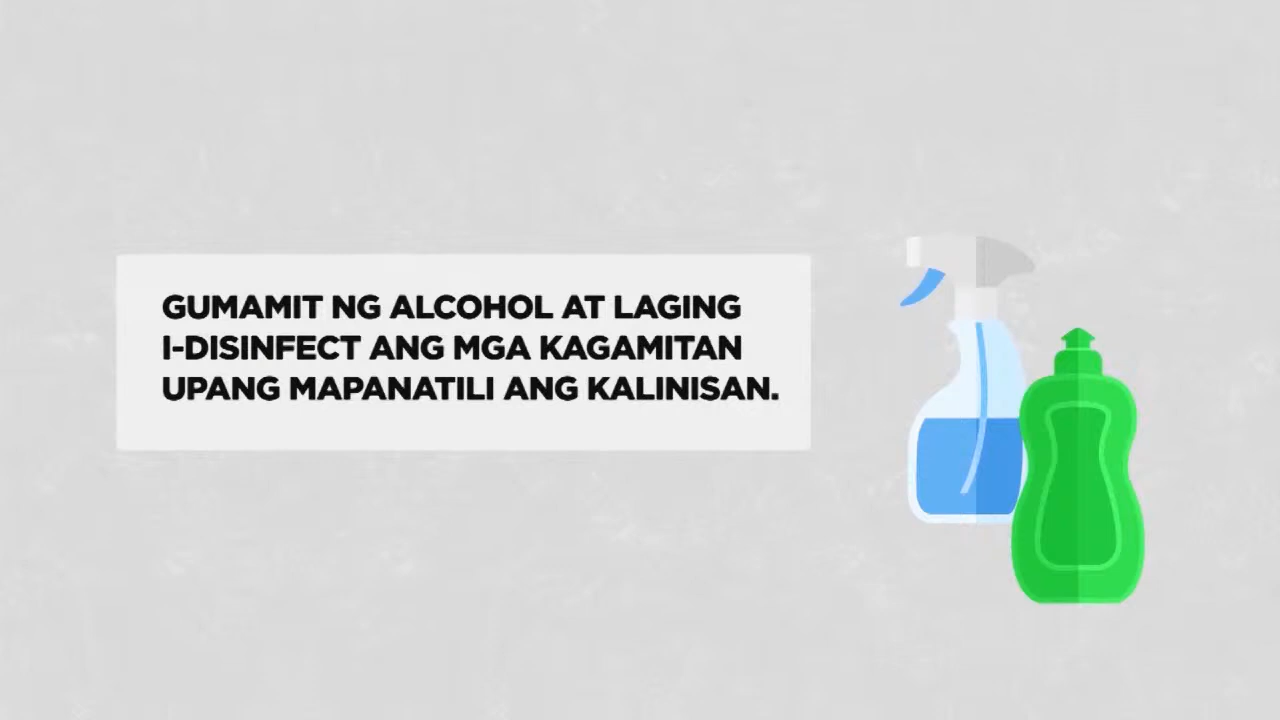 GUMAMIT NG ALCOHOL AT LAGING
I-DISINFECT ANG MGA KAGAMITAN
UPANG MAPANATILI ANG KALINISAN.